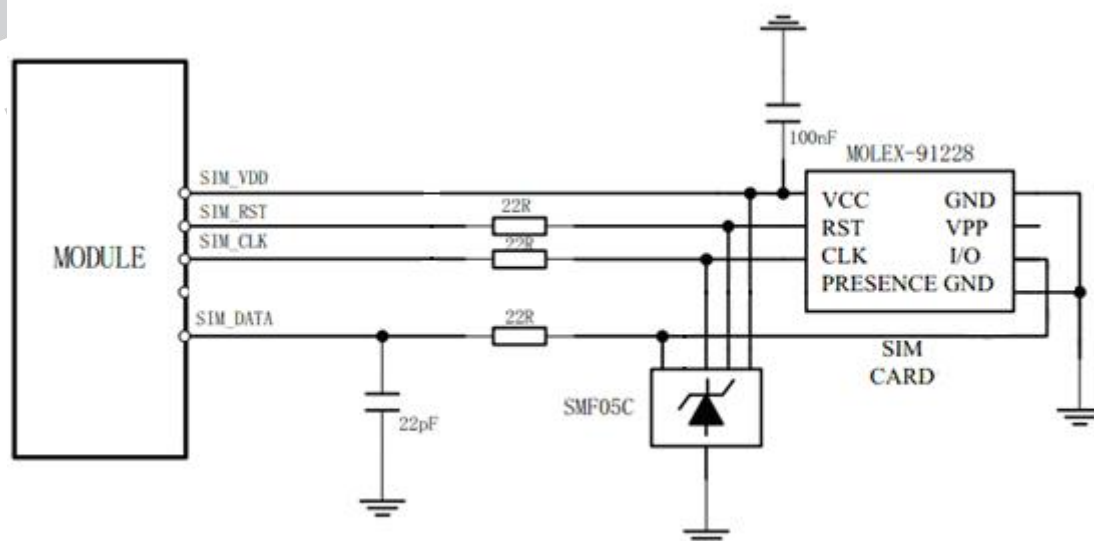 100nF
MOLEX-91228
SIM_VDD
SIM_RST
SIM_CLK
SIM_DATA
MODULE
22R
22R
22R
VCC GND
RST VPP
CLK I/O
PRESENCE GND
SIM
CARD
SMF05C
22pF